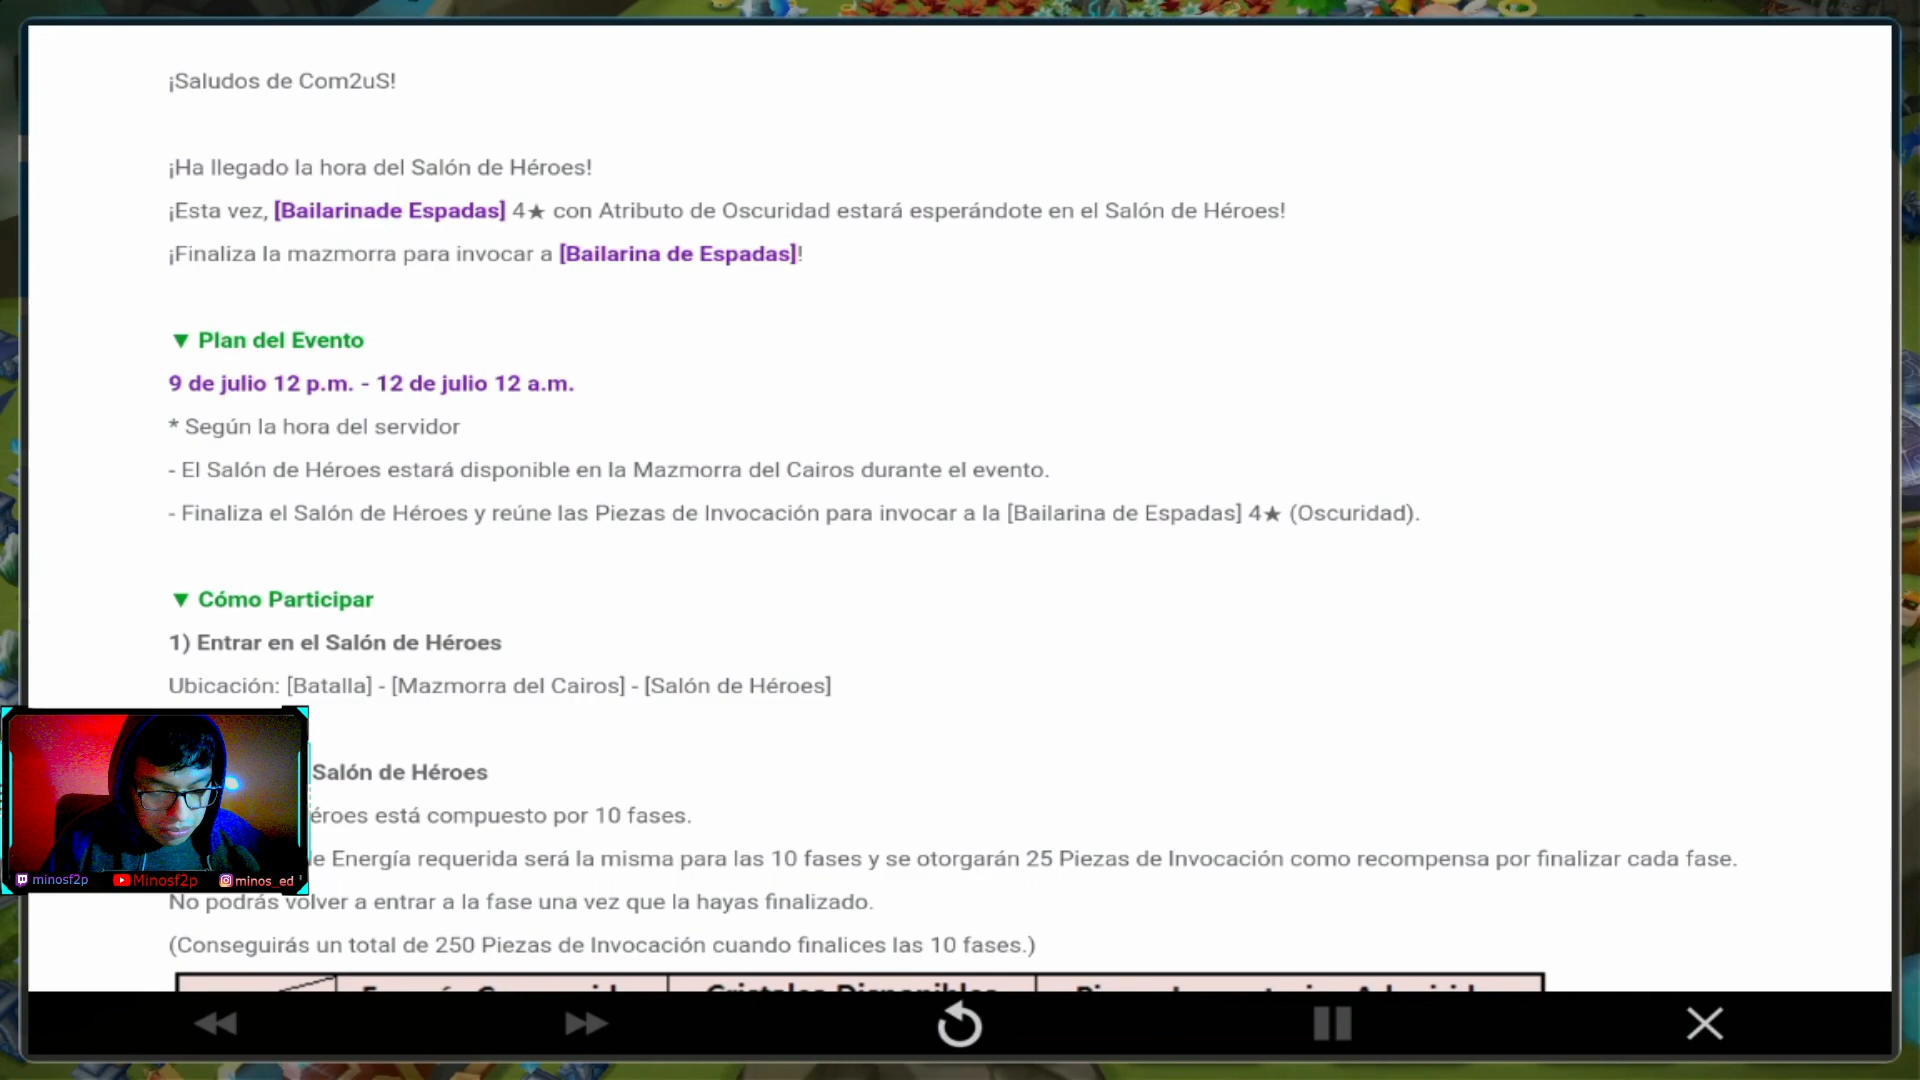 ¡Saludos de Com2uS!
¡Ha llegado la hora del Salón de Héroes!
¡Esta vez, [Bailarinade Espadas] 4★ con Atributo de Oscuridad estará esperándote en el Salón de Héroes!
¡Finaliza la mazmorra para invocar a [Bailarina de Espadas]!
▼ Plan del Evento
9 de julio 12 p.m. - 12 de julio 12 a.m.
* Según la hora del servidor
- El Salón de Héroes estará disponible en la Mazmorra del Cairos durante el evento.
- Finaliza el Salón de Héroes y reúne las Piezas de Invocación para invocar a la [Bailarina de Espadas] 4★ (Oscuridad).
▼ Cómo Participar
1) Entrar en el Salón de Héroes
Ubicación: [Batalla] - [Mazmorra del Cairos] - [Salón de Héroes]
Salón de Héroes
éroes está compuesto por 10 fases.
de Energía requerida será la misma para las 10 fases y se otorgarán 25 Piezas de Invocación como recompensa por finalizar cada fase.
minosf2p Minosf2p minos_ed
No podrás volver a entrar a la fase una vez que la hayas finalizado.
(Conseguirás un total de 250 Piezas de Invocación cuando finalices las 10 fases.)
Cristales Disponibles